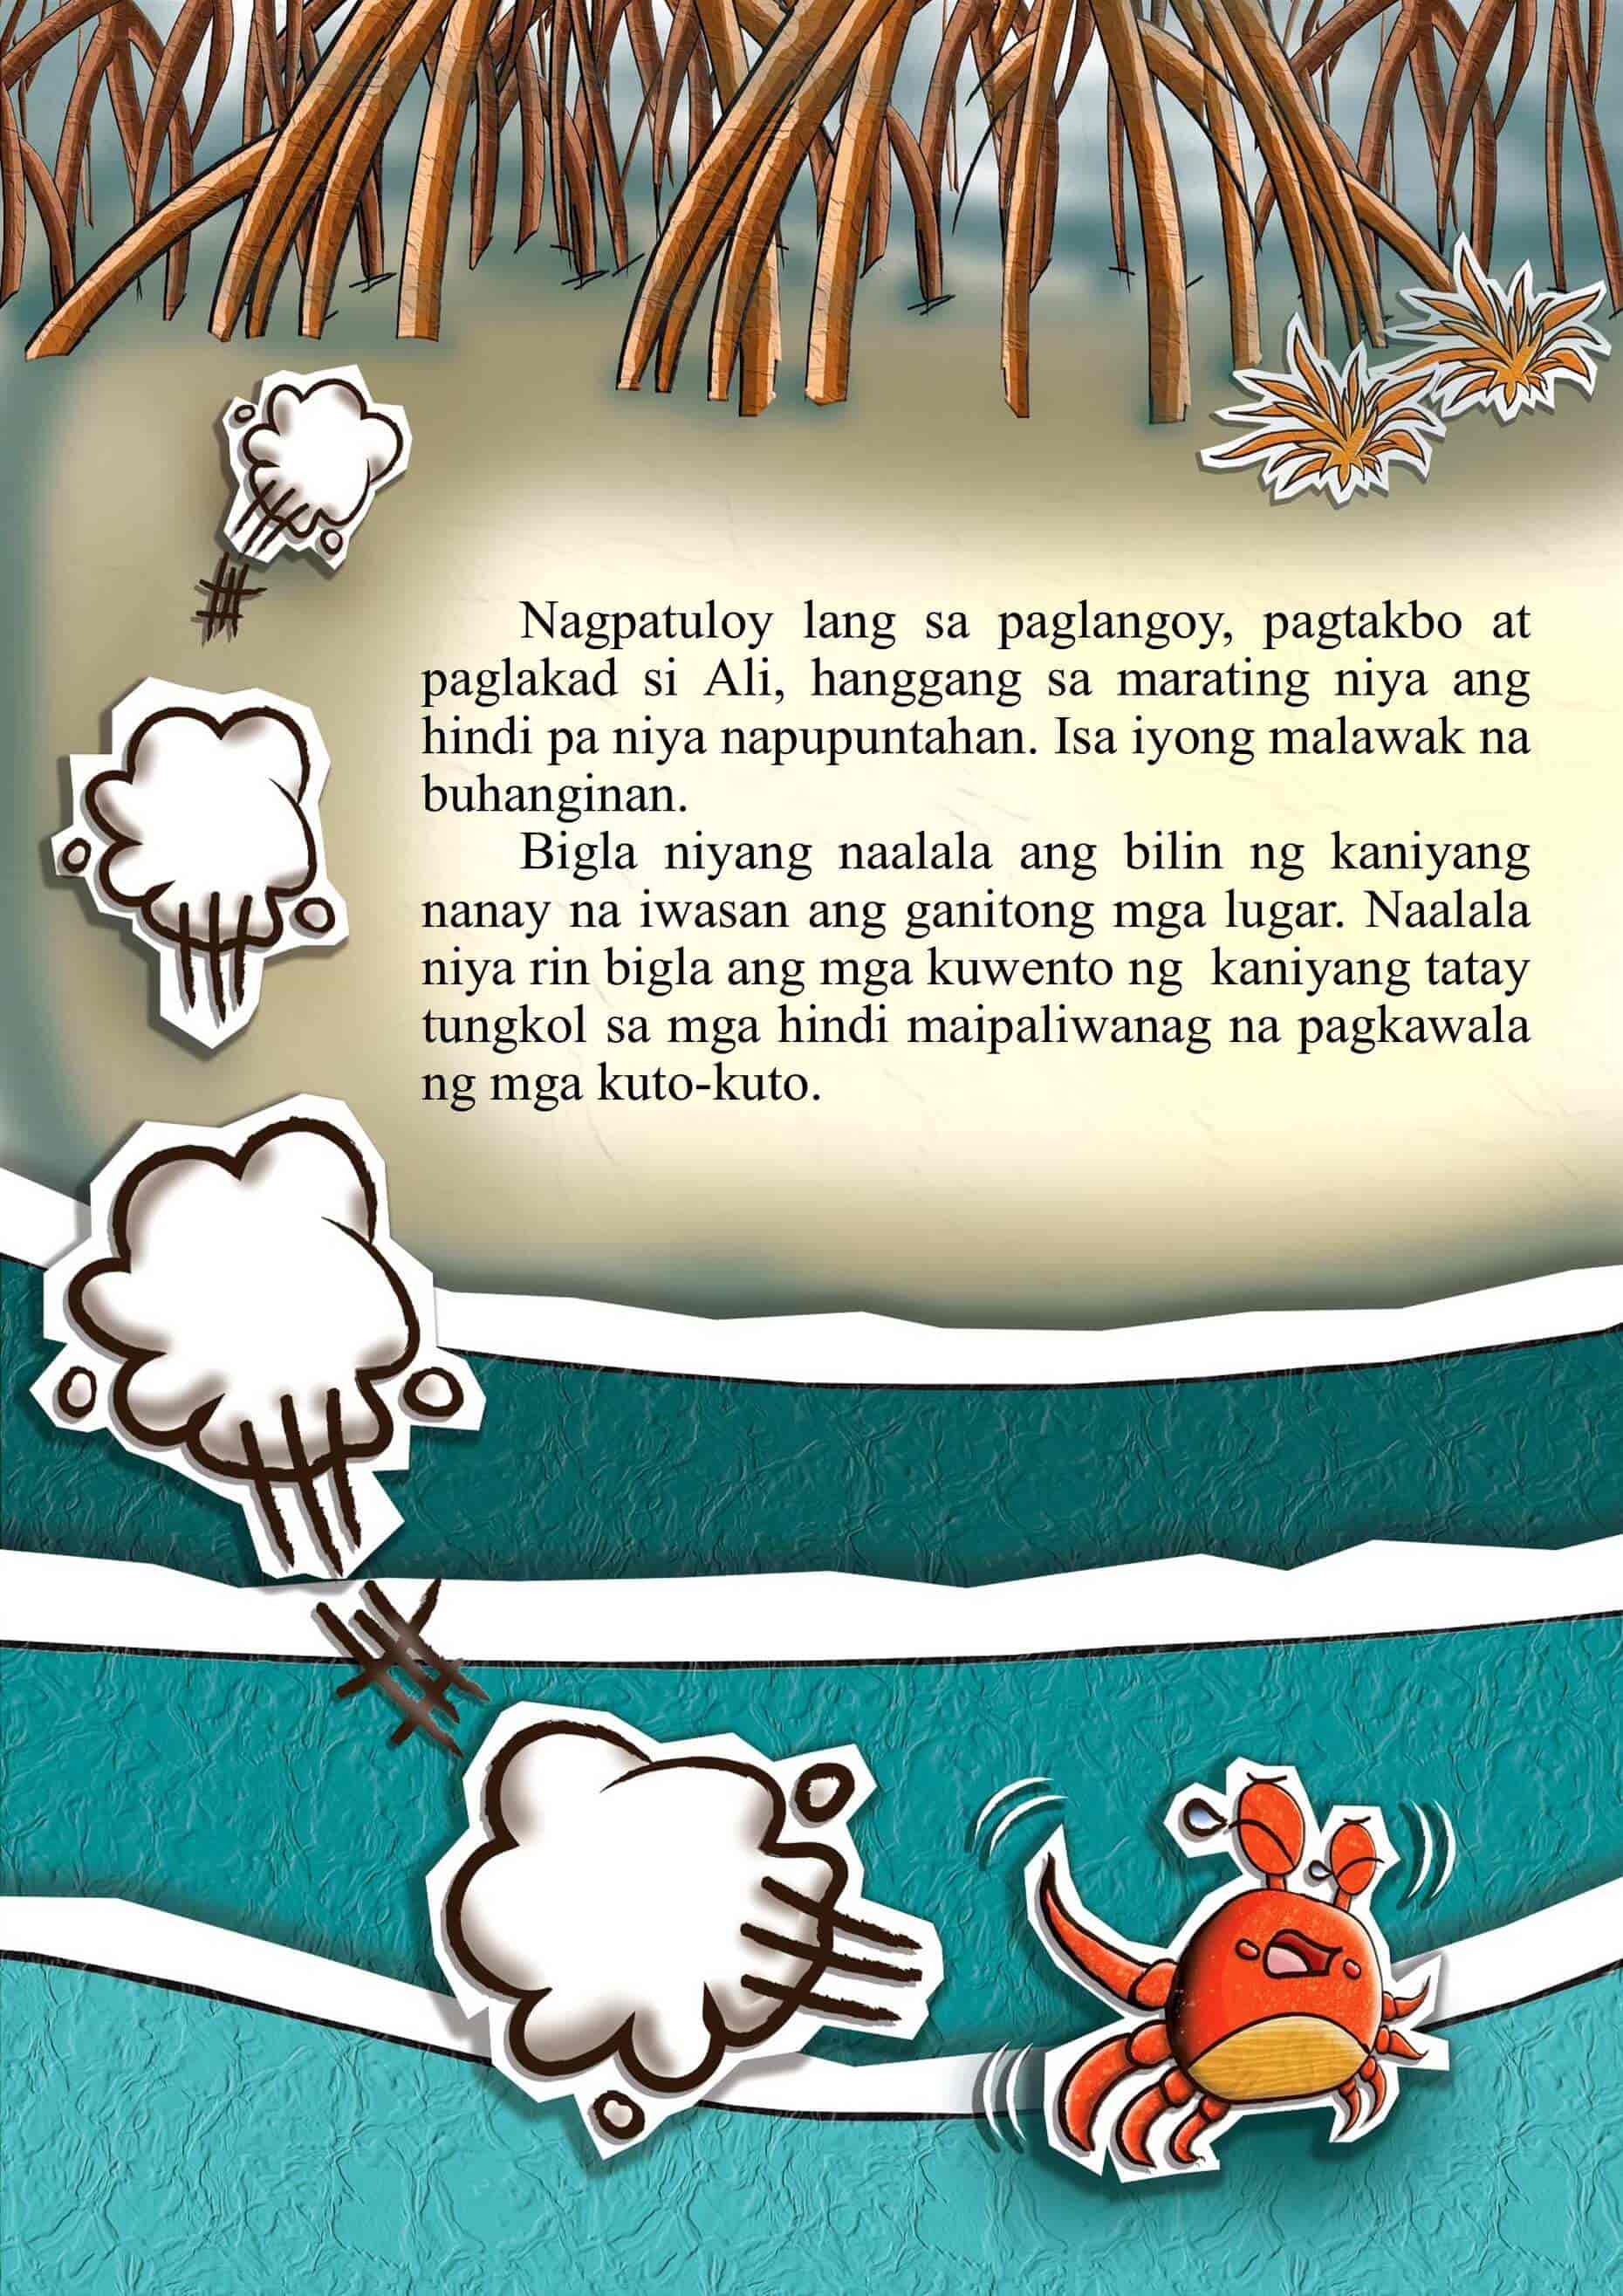 Nagpatuloy lang sa paglangoy, pagtakbo at
paglakad si Ali, hanggang sa marating niya ang
hindi pa niya napupuntahan. Isa iyong malawak na
buhanginan.
Bigla niyang naalala ang bilin ng kaniyang
nanay na iwasan ang ganitong mga lugar. Naalala
niya rin bigla ang mga kuwento ng kaniyang tatay
tungkol sa mga hindi maipaliwanag na pagkawala
ng mga kuto-kuto.